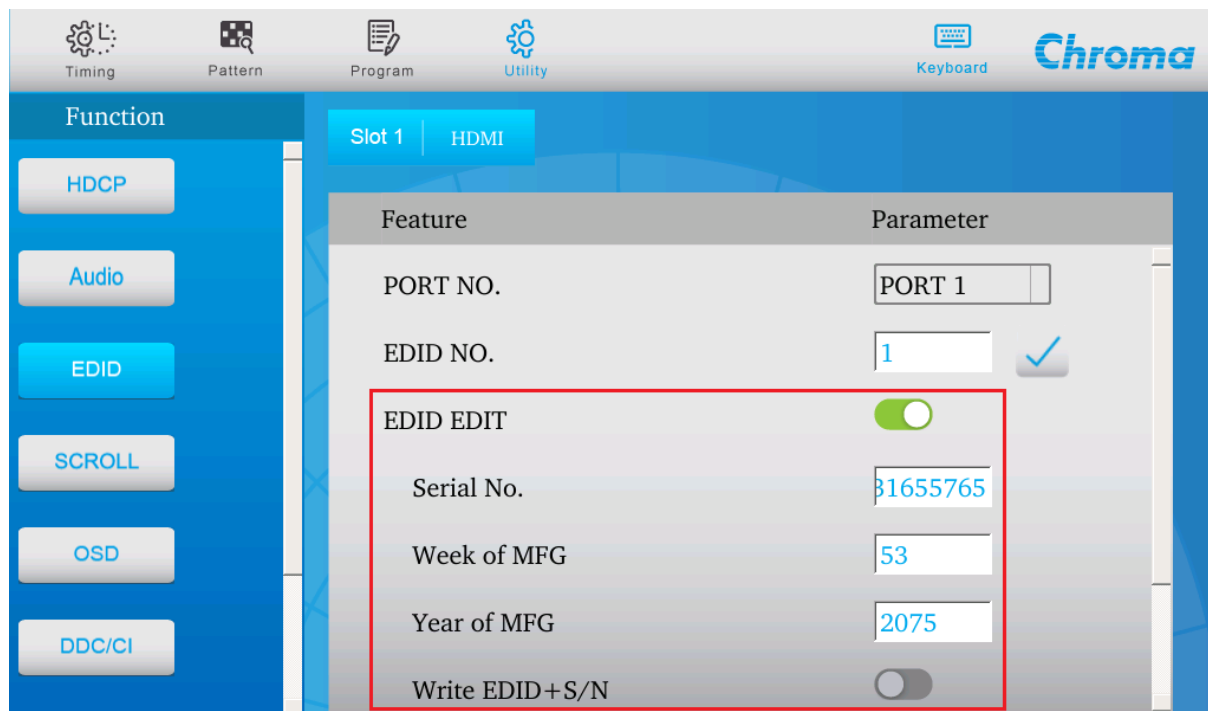 Timing
Pattern
Program
Utility
Keyboard
Chroma
Function
HDCP
Audio
EDID
SCROLL
OSD
DDC/CI
Slot 1
HDMI
Feature Parameter
PORT NO. PORT 1
EDID NO. 1
EDID EDIT
Serial No. 31655765
Week of MFG 53
Year of MFG 2075
Write EDID+S/N